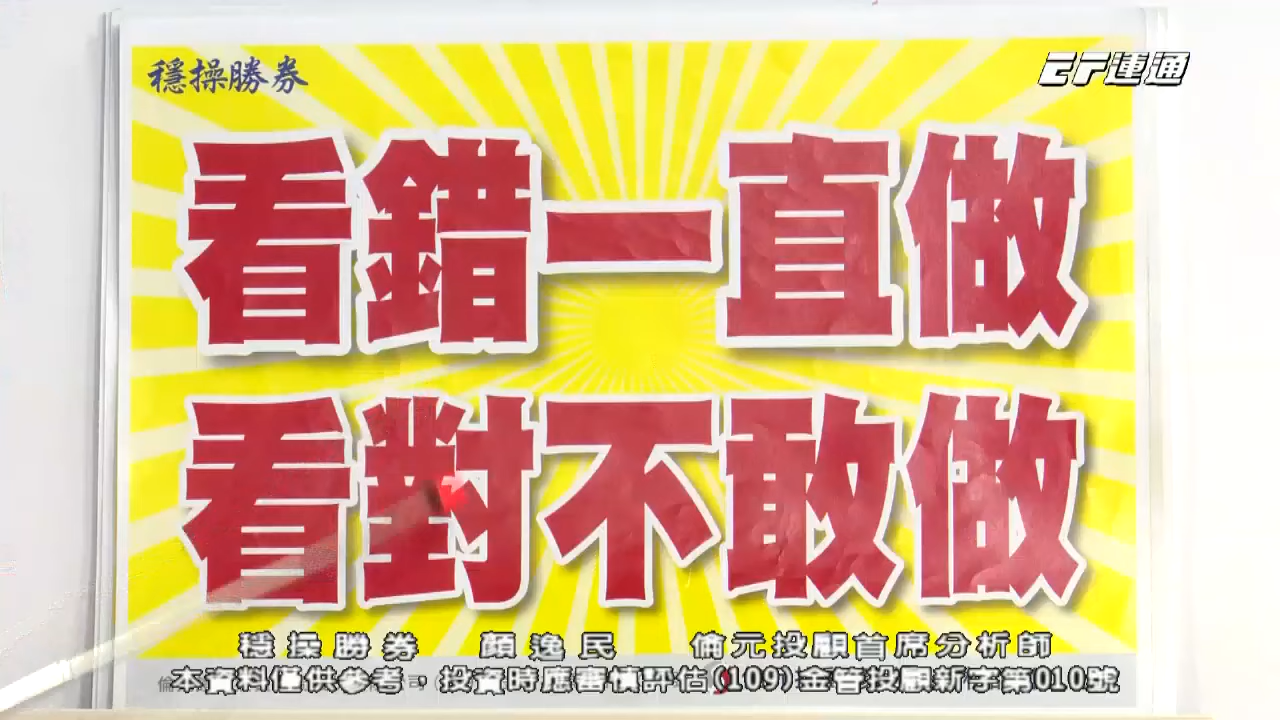 穩操勝券
EF運通
看錯一直做
看對不敢做
穩操勝券 顏逸民 倫元投顧首席分析師
本資料僅供參考，投資時應審慎評估(109)金管投顧新字第010號